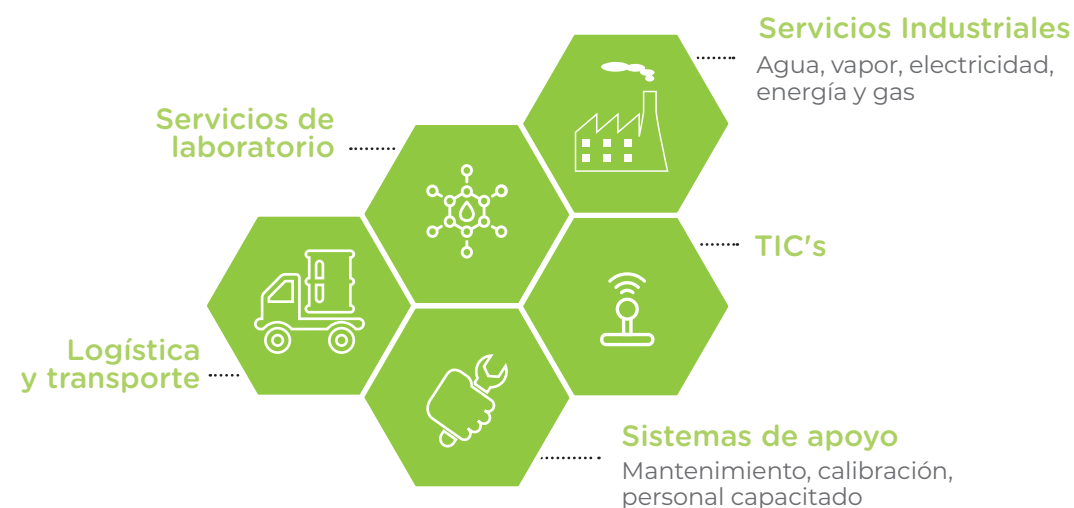 Servicios Industriales
Agua, vapor, electricidad,
energía y gas
Servicios de
laboratorio
TIC's
Logística
y transporte
Sistemas de apoyo
Mantenimiento, calibración,
personal capacitado